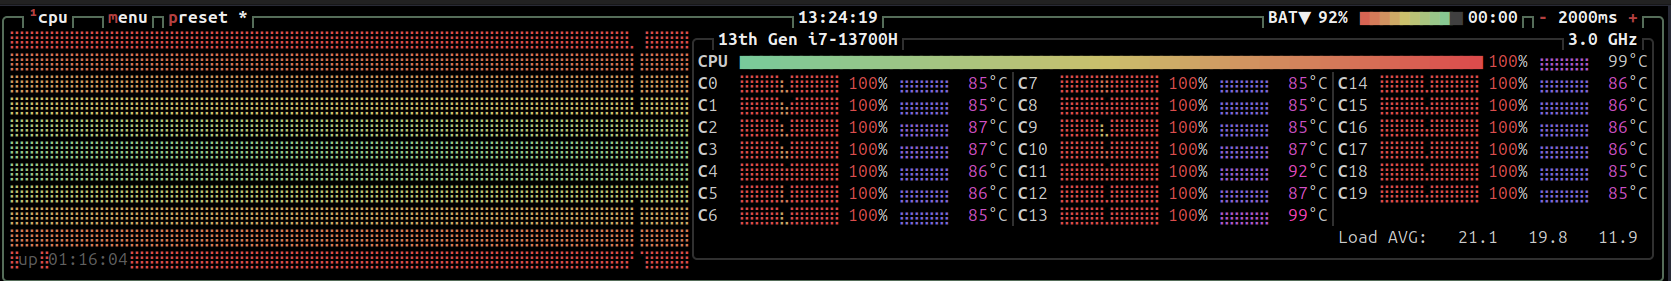 ¹cpu menu preset * 13:24:19 BAT▼ 92% 00:00 - 2000ms +
13th Gen i7-13700H 3.0 GHz
CPU 100% 99°C
C0 100% 85°C C7 100% 85°C C14 100% 86°C
C1 100% 85°C C8 100% 85°C C15 100% 86°C
C2 100% 87°C C9 100% 85°C C16 100% 86°C
C3 100% 87°C C10 100% 87°C C17 100% 86°C
C4 100% 86°C C11 100% 92°C C18 100% 85°C
C5 100% 86°C C12 100% 87°C C19 100% 85°C
C6 100% 85°C C13 100% 99°C
Load AVG: 21.1 19.8 11.9
up 01:16:04